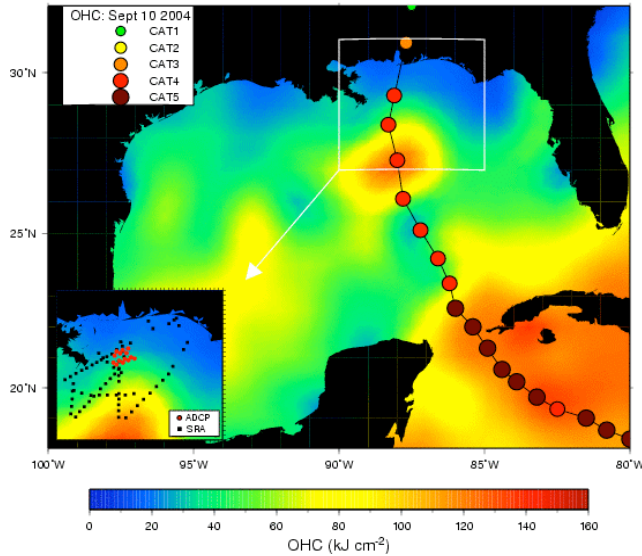 OHC: Sept 10 2004
CAT1
CAT2
CAT3
CAT4
CAT5
30°N
25°N
20°N
ADCP
SRA
100°W 95°W 90°W 85°W 80°W
0 20 40 60 80 100 120 140 160
OHC (kJ cm⁻²)